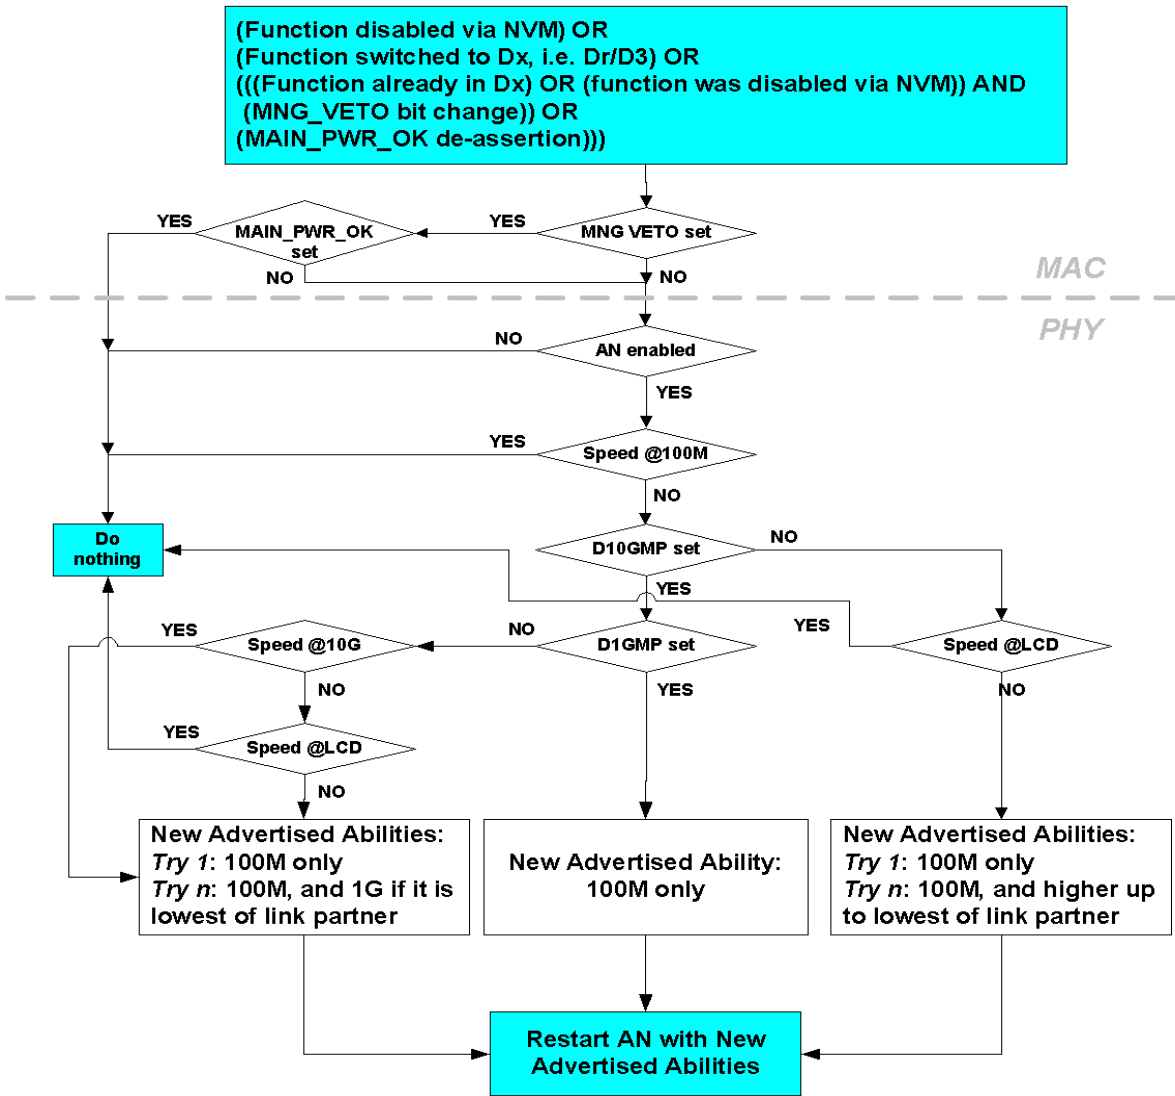 (Function disabled via NVM) OR
(Function switched to Dx, i.e. Dr/D3) OR
(((Function already in Dx) OR (function was disabled via NVM)) AND
(MNG_VETO bit change)) OR
(MAIN_PWR_OK de-assertion)))
YES
MAIN_PWR_OK
set
YES
MNG VETO set
NO
NO
MAC
PHY
NO
AN enabled
YES
YES
Speed @100M
NO
Do
nothing
D10GMP set
NO
YES
YES
Speed @10G
NO
D1GMP set
YES
Speed @LCD
NO
YES
NO
YES
Speed @LCD
NO
New Advertised Abilities:
Try 1: 100M only
Try n: 100M, and 1G if it is
lowest of link partner
New Advertised Ability:
100M only
New Advertised Abilities:
Try 1: 100M only
Try n: 100M, and higher up
to lowest of link partner
Restart AN with New
Advertised Abilities